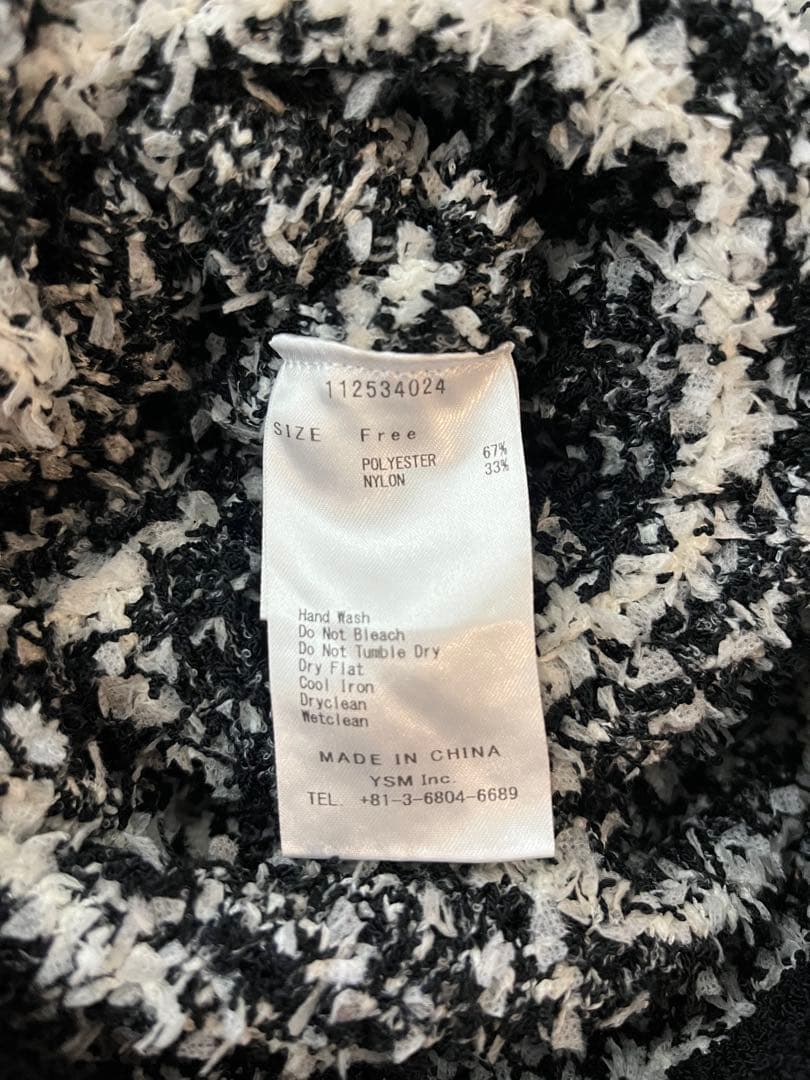 112534024
SIZE Free
POLYESTER 67%
NYLON 33%
Hand Wash
Do Not Bleach
Do Not Tumble Dry
Dry Flat
Cool Iron
Dryclean
Wetclean
MADE IN CHINA
YSM Inc.
TEL. +81-3-6804-6689